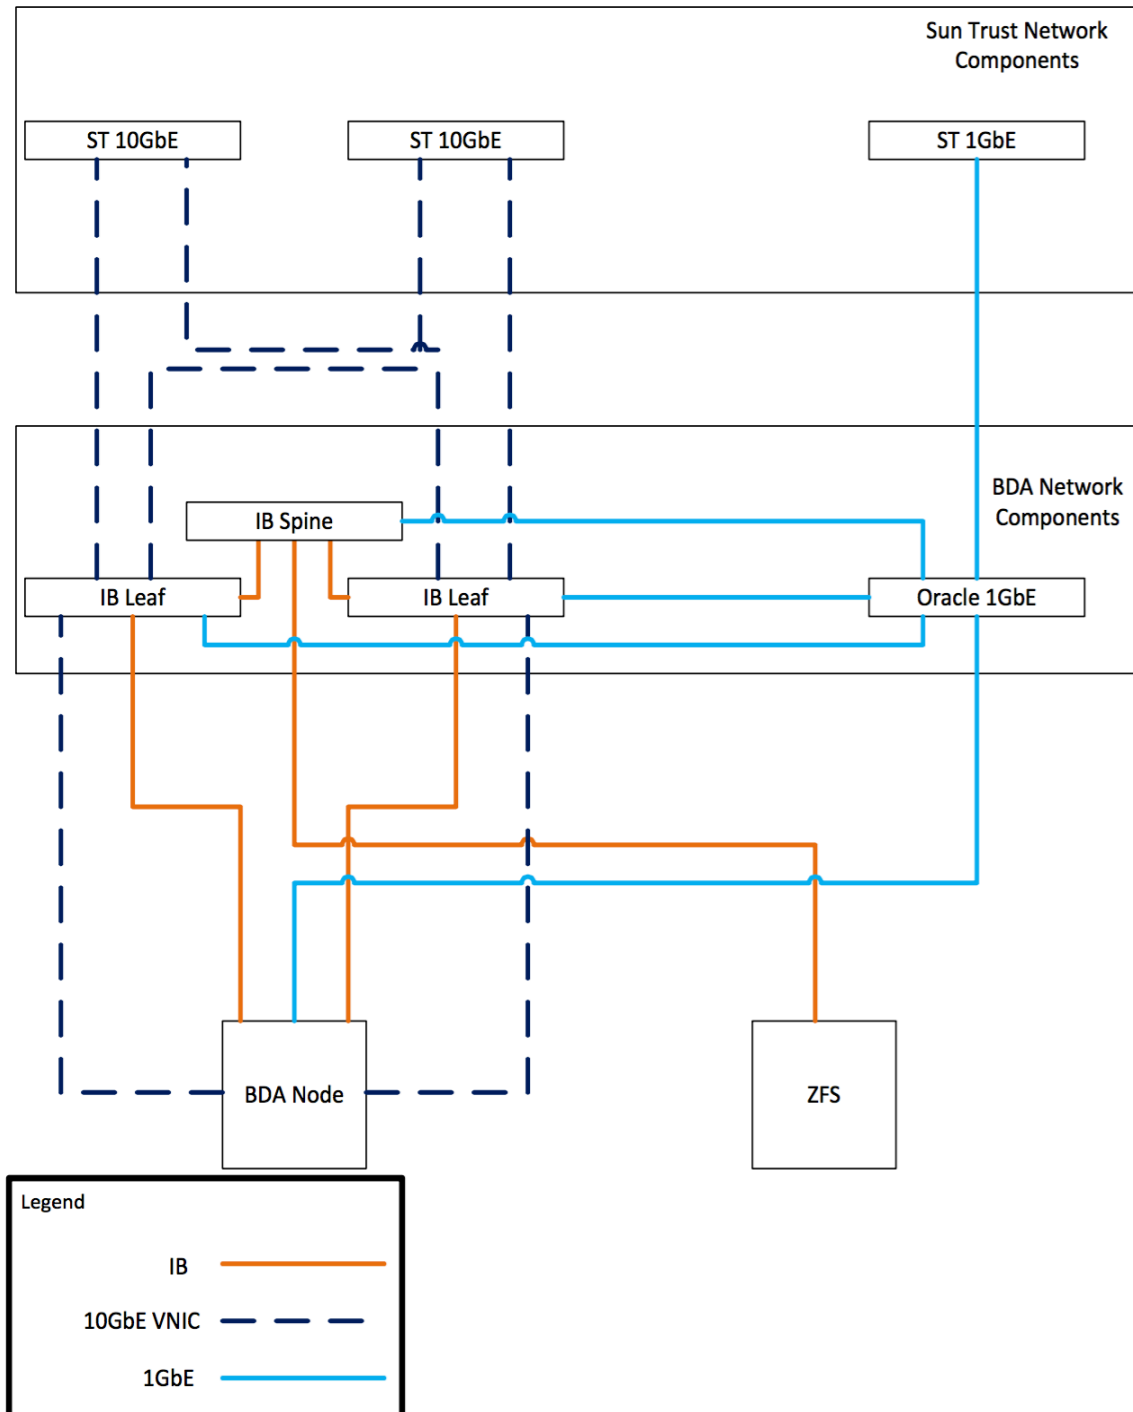 Sun Trust Network
Components
ST 10GbE
ST 10GbE
ST 1GbE
BDA Network
Components
IB Spine
IB Leaf
IB Leaf
Oracle 1GbE
BDA Node
ZFS
Legend
IB
10GbE VNIC
1GbE